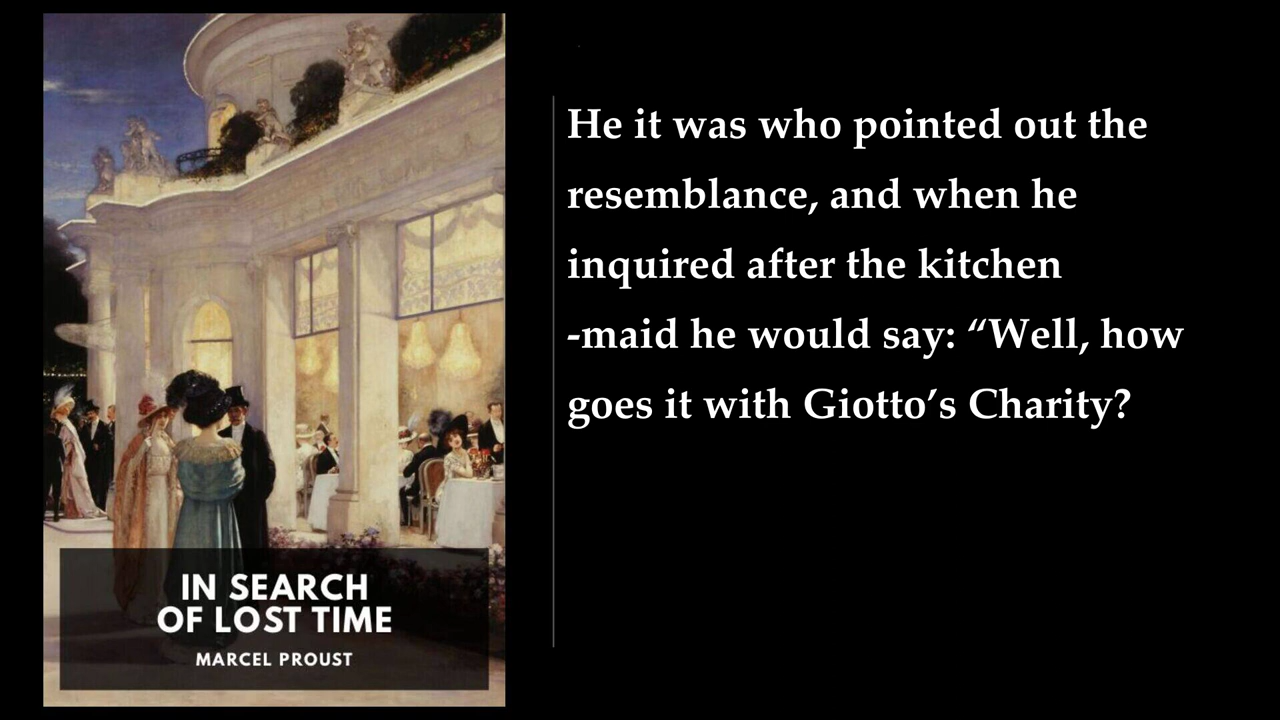 He it was who pointed out the
resemblance, and when he
inquired after the kitchen
-maid he would say: “Well, how
goes it with Giotto’s Charity?
IN SEARCH
OF LOST TIME
MARCEL PROUST